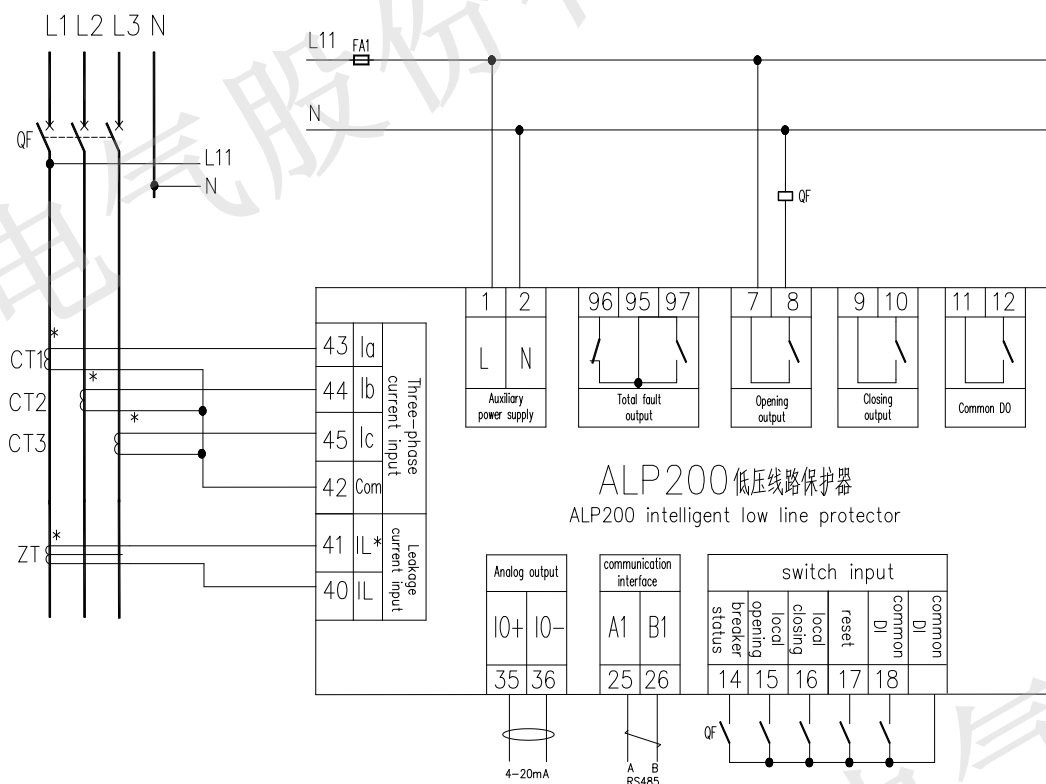 L1 L2 L3 N
L11
FA1
N
QF
L11
N
QF
1 2
96 95 97
7 8
9 10
11 12
L N
Auxiliary
power supply
Total fault
output
Opening
output
Closing
output
Common DO
CT1
*
43 Ia
CT2
*
44 Ib
CT3
*
45 Ic
42 Com
Three-phase
current input
ZT
*
41 IL*
40 IL
Leakage
current input
ALP200低压线路保护器
ALP200 intelligent low line protector
Analog output
IO+ IO-
35 36
4-20mA
communication
interface
A1 B1
25 26
A B
RS485
switch input
breaker
status
local
opening
local
closing
reset
common
DI
common
DI
14 15 16 17 18
QF
电气股份